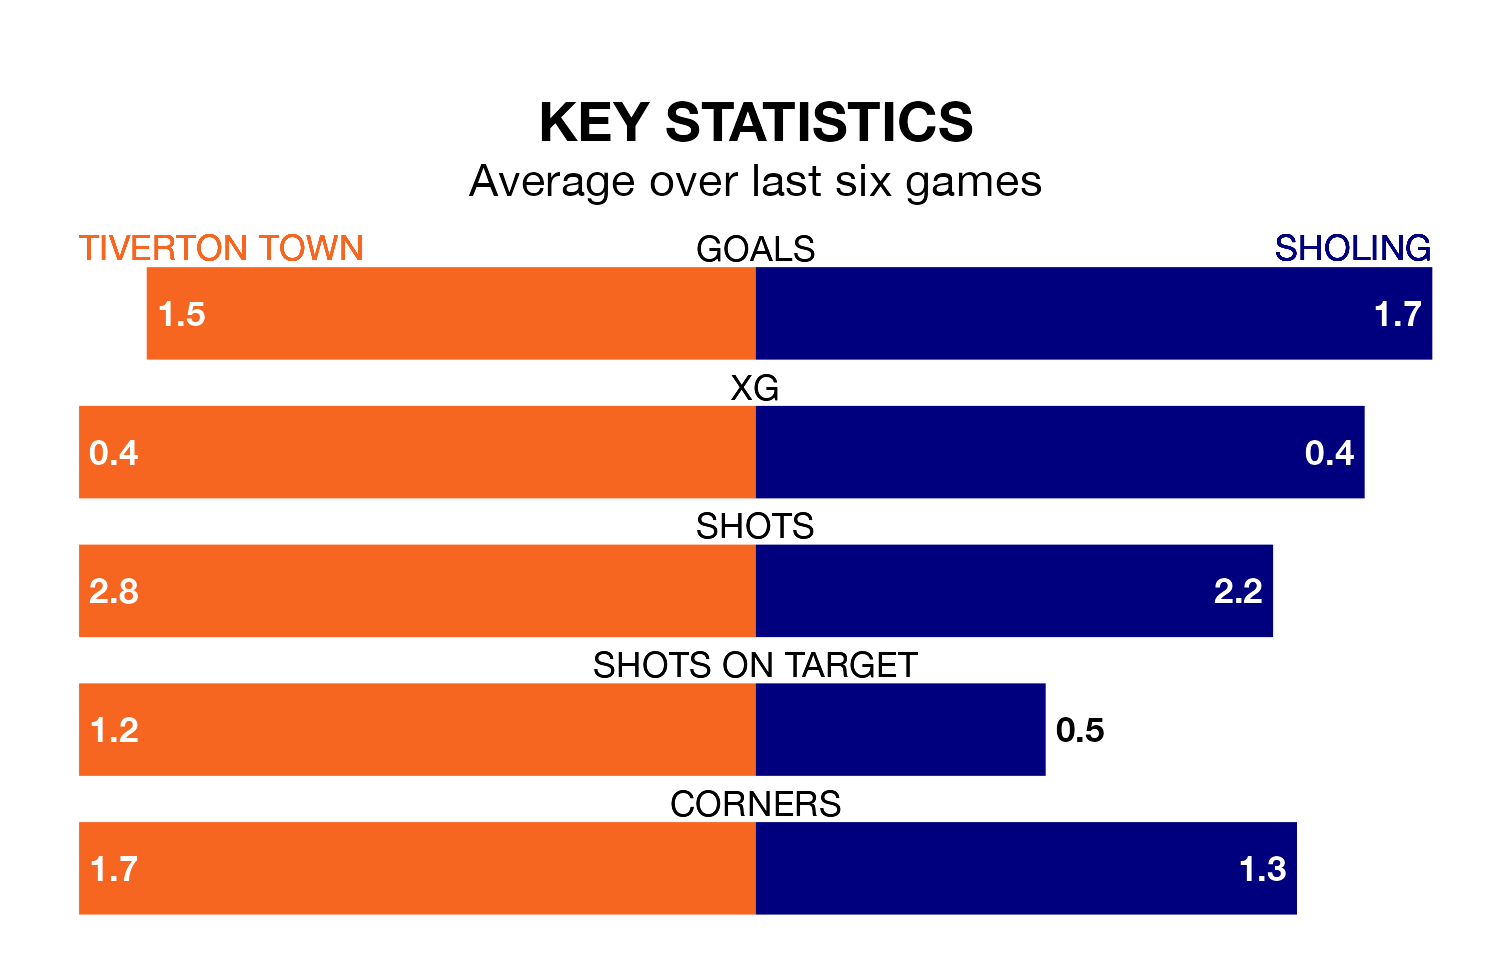 KEY STATISTICS
Average over last six games
TIVERTON TOWN GOALS SHOLING
1.5 1.7
XG
0.4 0.4
SHOTS
2.8 2.2
SHOTS ON TARGET
1.2 0.5
CORNERS
1.7 1.3